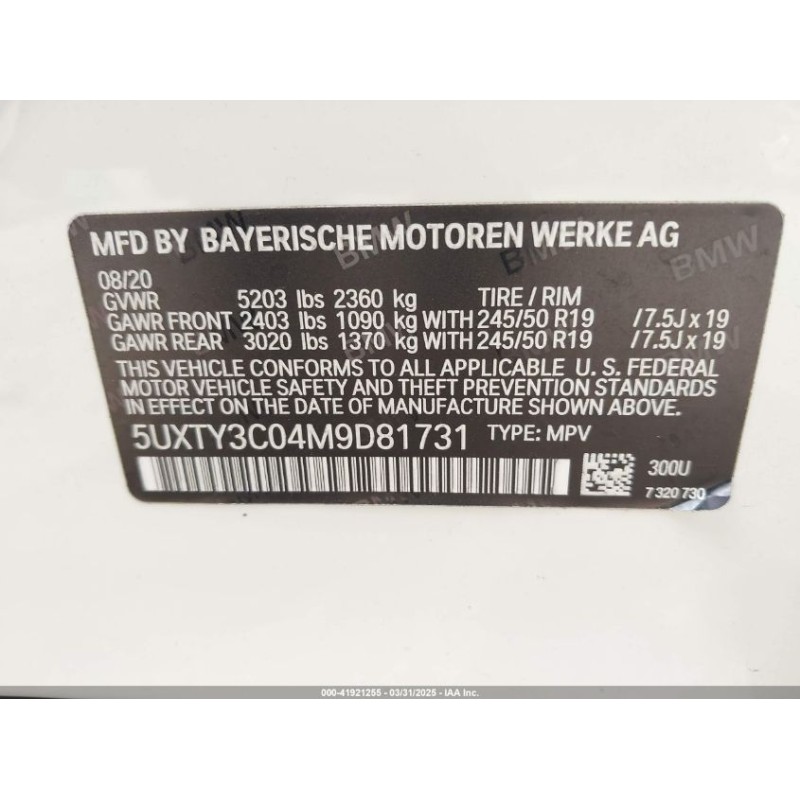 MFD BY BAYERISCHE MOTOREN WERKE AG
08/20
GVWR 5203 lbs 2360 kg TIRE / RIM
GAWR FRONT 2403 lbs 1090 kg WITH 245/50 R19 /7.5J x 19
GAWR REAR 3020 lbs 1370 kg WITH 245/50 R19 /7.5J x 19
THIS VEHICLE CONFORMS TO ALL APPLICABLE U. S. FEDERAL
MOTOR VEHICLE SAFETY AND THEFT PREVENTION STANDARDS
IN EFFECT ON THE DATE OF MANUFACTURE SHOWN ABOVE.
5UXTY3C04M9D81731 TYPE: MPV
300U
7 320 730
000-41921255 - 03/31/2025 - IAA Inc.